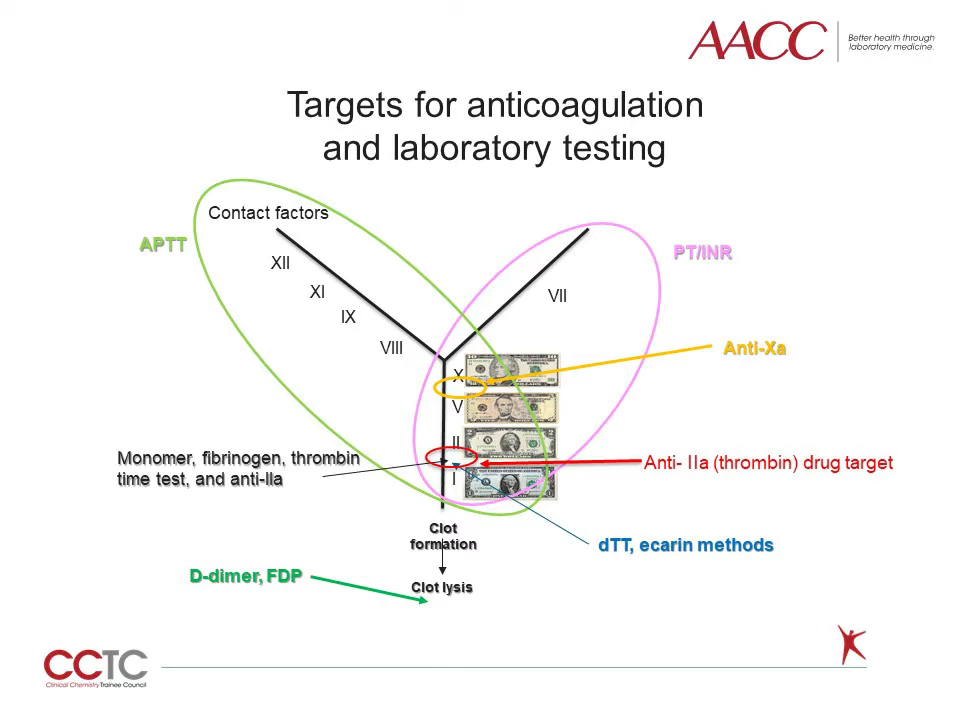 AACC
Better health through
laboratory medicine.
Targets for anticoagulation
and laboratory testing
Contact factors
APTT
PT/INR
XII
XI
VII
IX
VIII
Anti-Xa
X
V
II
Monomer, fibrinogen, thrombin
time test, and anti-IIa
Anti- IIa (thrombin) drug target
I
Clot
formation
dTT, ecarin methods
D-dimer, FDP
Clot lysis
CCTC
Clinical Chemistry Trainee Council